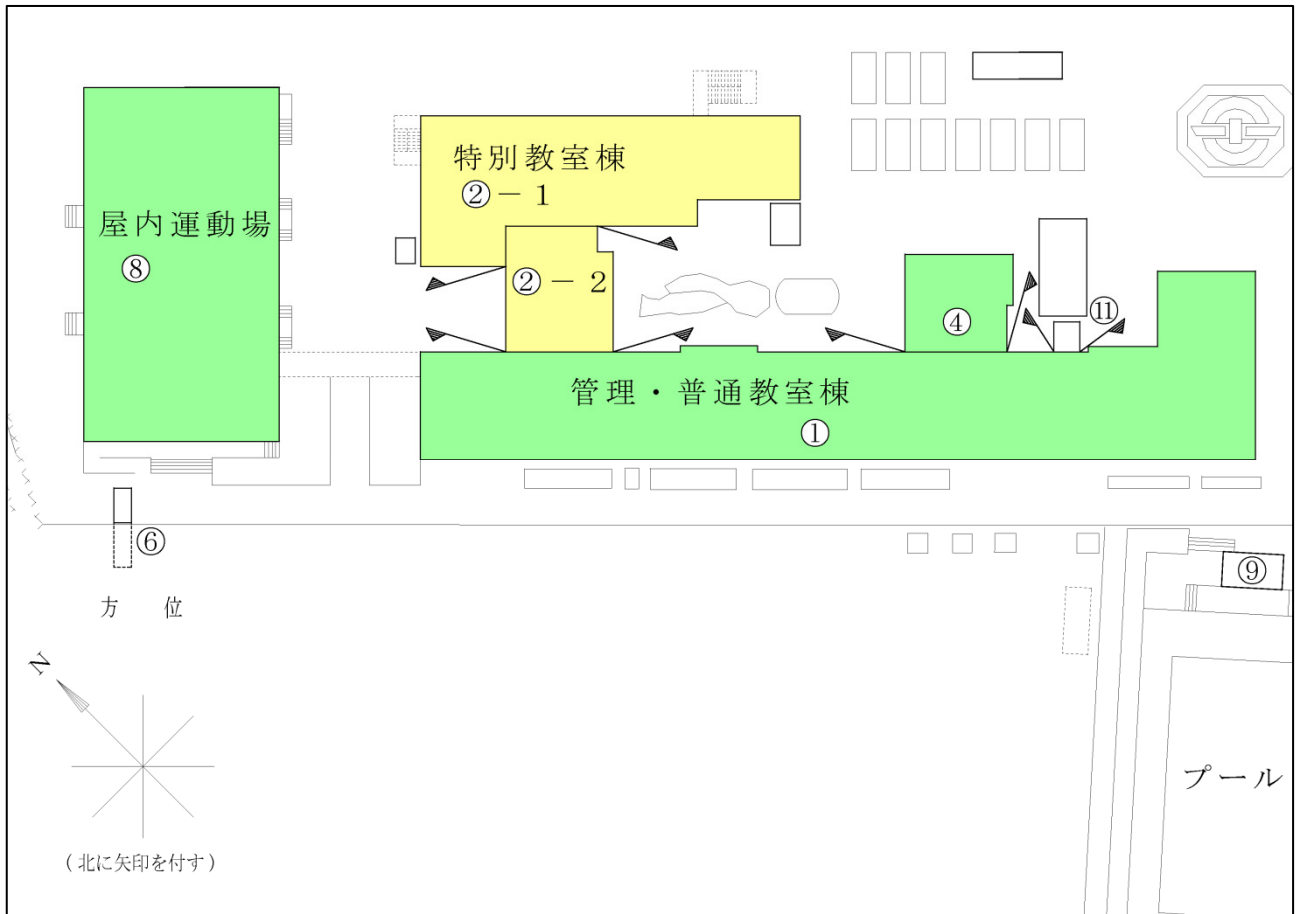 特別教室棟
②－１
屋内運動場
⑧
②－２
④
⑪
管理・普通教室棟
①
⑥
⑨
方　位
N
プール
(北に矢印を付す)